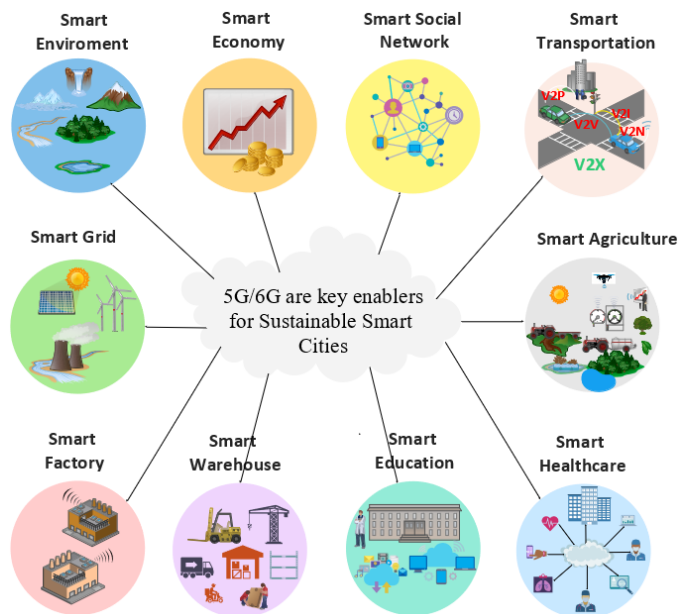 Smart
Enviroment
Smart
Economy
Smart Social
Network
Smart
Transportation
V2P
V2I
V2V
V2N
V2X
Smart Grid
Smart Agriculture
5G/6G are key enablers
for Sustainable Smart
Cities
Smart
Factory
Smart
Warehouse
Smart
Education
Smart
Healthcare